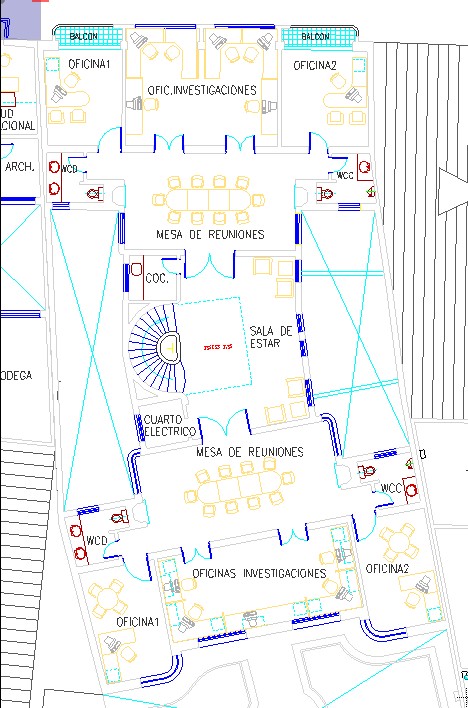 BALCON
BALCON
OFICINA1
OFIC.INVESTIGACIONES
OFICINA2
UD
CIONAL
ARCH.
WCD
WCC
MESA DE REUNIONES
COC.
SALA DE
ESTAR
ODEGA
CUARTO
ELECTRICO
MESA DE REUNIONES
WCC
WCD
OFICINAS INVESTIGACIONES
OFICINA2
OFICINA1